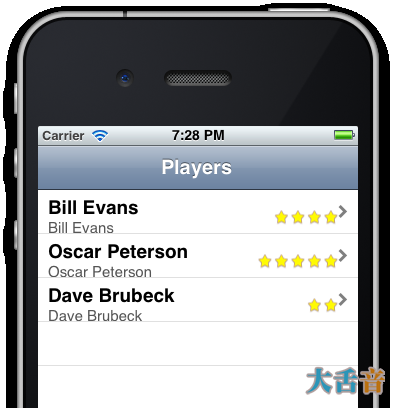 Carrier 7:28 PM
Players
Bill Evans
Bill Evans
Oscar Peterson
Oscar Peterson
Dave Brubeck
Dave Brubeck
大舌音